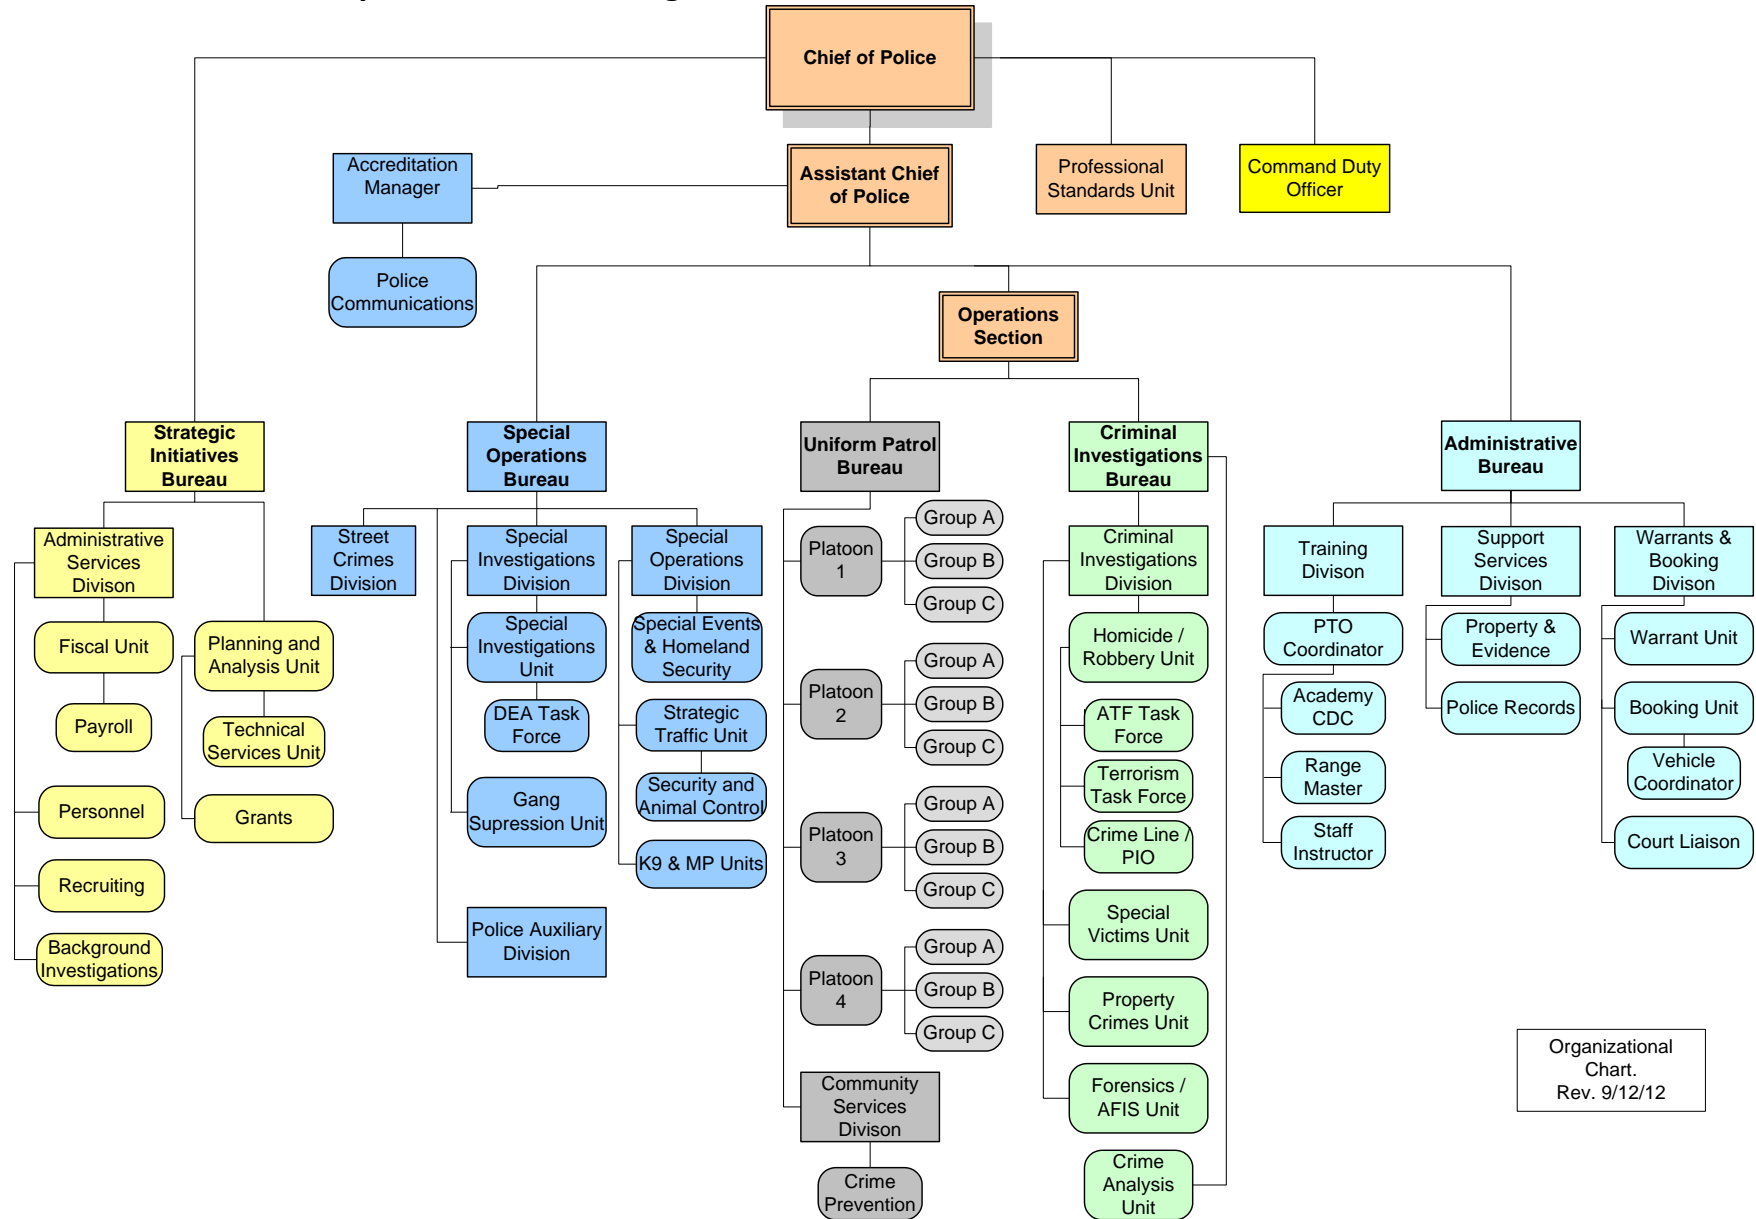 Chief of Police
Accreditation
Manager
Assistant Chief
of Police
Professional
Standards Unit
Command Duty
Officer
Police
Communications
Operations
Section
Strategic
Initiatives
Bureau
Special
Operations
Bureau
Uniform Patrol
Bureau
Criminal
Investigations
Bureau
Administrative
Bureau
Administrative
Services
Divison
Fiscal Unit
Payroll
Personnel
Recruiting
Background
Investigations
Planning and
Analysis Unit
Technical
Services Unit
Grants
Street
Crimes
Division
Special
Investigations
Division
Special
Investigations
Unit
DEA Task
Force
Gang
Supression Unit
Police Auxiliary
Division
Special
Operations
Division
Special Events
& Homeland
Security
Strategic
Traffic Unit
Security and
Animal Control
K9 & MP Units
Platoon
1
Group A
Group B
Group C
Platoon
2
Group A
Group B
Group C
Platoon
3
Group A
Group B
Group C
Platoon
4
Group A
Group B
Group C
Community
Services
Divison
Crime
Prevention
Criminal
Investigations
Division
Homicide /
Robbery Unit
ATF Task
Force
Terrorism
Task Force
Crime Line /
PIO
Special
Victims Unit
Property
Crimes Unit
Forensics /
AFIS Unit
Crime
Analysis
Unit
Training
Divison
PTO
Coordinator
Academy
CDC
Range
Master
Staff
Instructor
Support
Services
Divison
Property &
Evidence
Police Records
Warrants &
Booking
Divison
Warrant Unit
Booking Unit
Vehicle
Coordinator
Court Liaison
Organizational
Chart.
Rev. 9/12/12